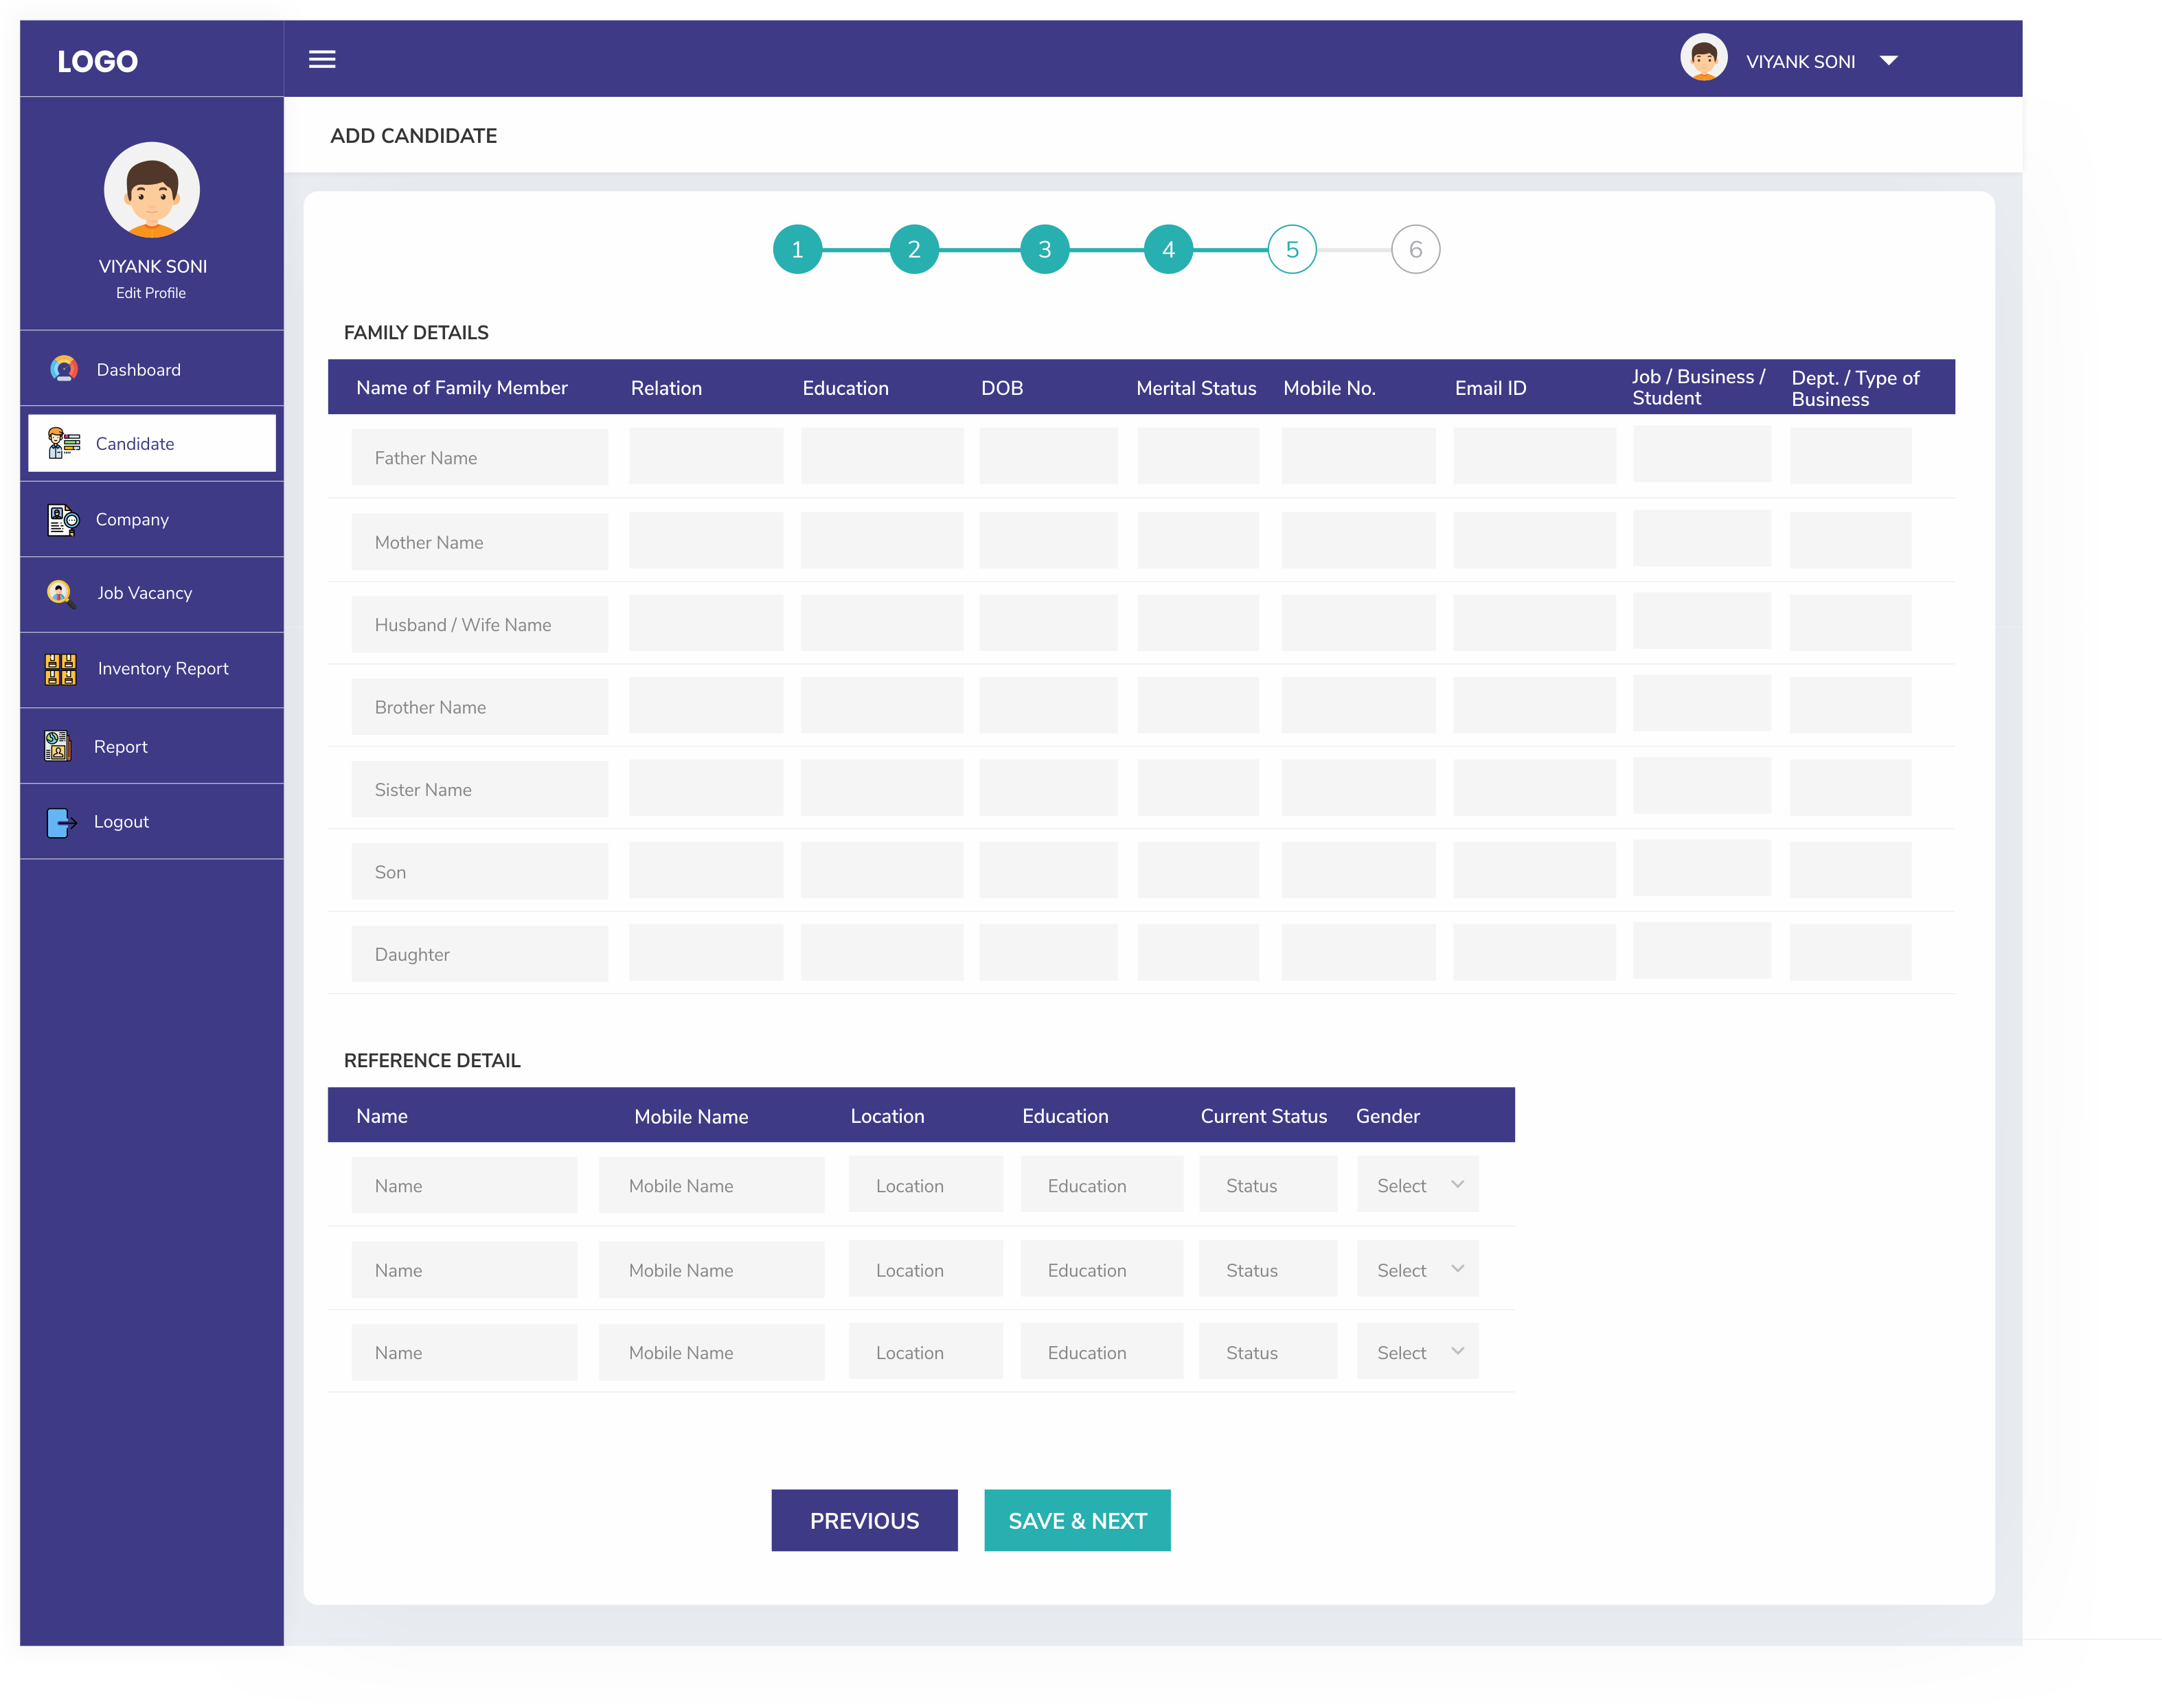 LOGO
VIYANK SONI
ADD CANDIDATE
VIYANK SONI
Edit Profile
Dashboard
Candidate
Company
Job Vacancy
Inventory Report
Report
Logout
1 2 3 4 5 6
FAMILY DETAILS
Name of Family Member Relation Education DOB Merital Status Mobile No. Email ID Job / Business / Student Dept. / Type of Business
Father Name
Mother Name
Husband / Wife Name
Brother Name
Sister Name
Son
Daughter
REFERENCE DETAIL
Name Mobile Name Location Education Current Status Gender
Name Mobile Name Location Education Status Select
Name Mobile Name Location Education Status Select
Name Mobile Name Location Education Status Select
PREVIOUS SAVE & NEXT